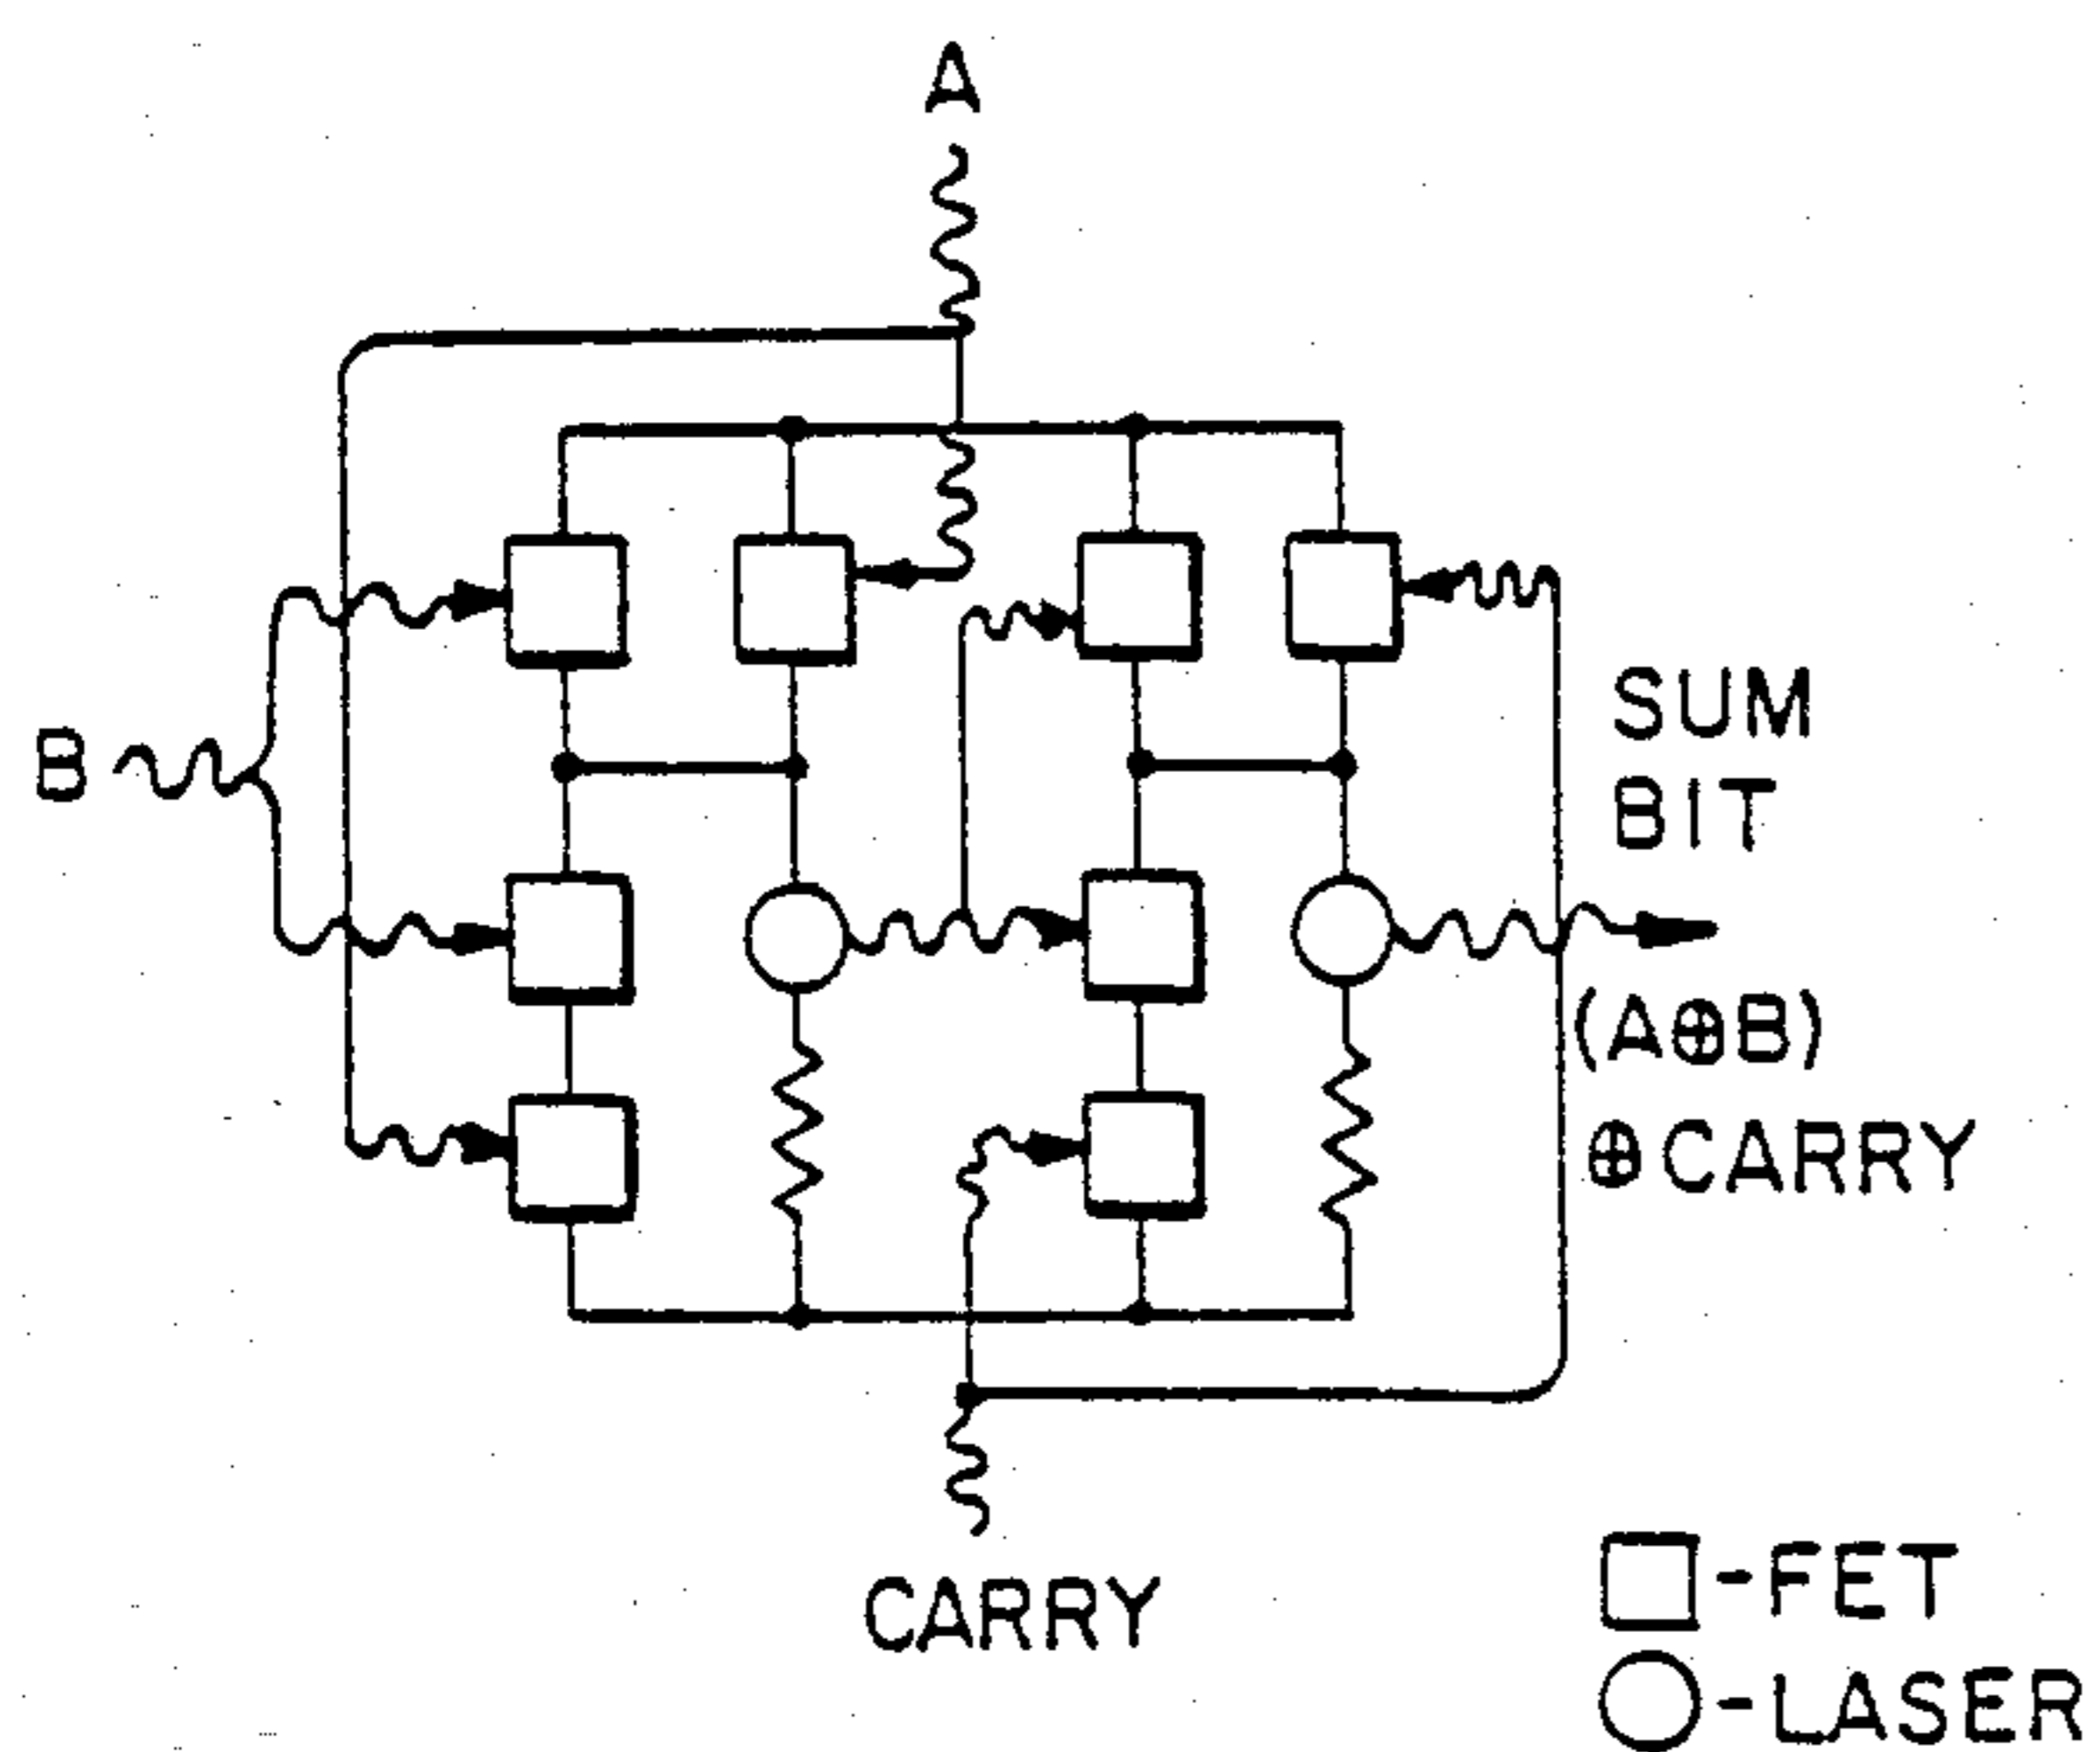 A
B
SUM
BIT
(A⊕B)
⊕CARRY
CARRY
-FET
-LASER